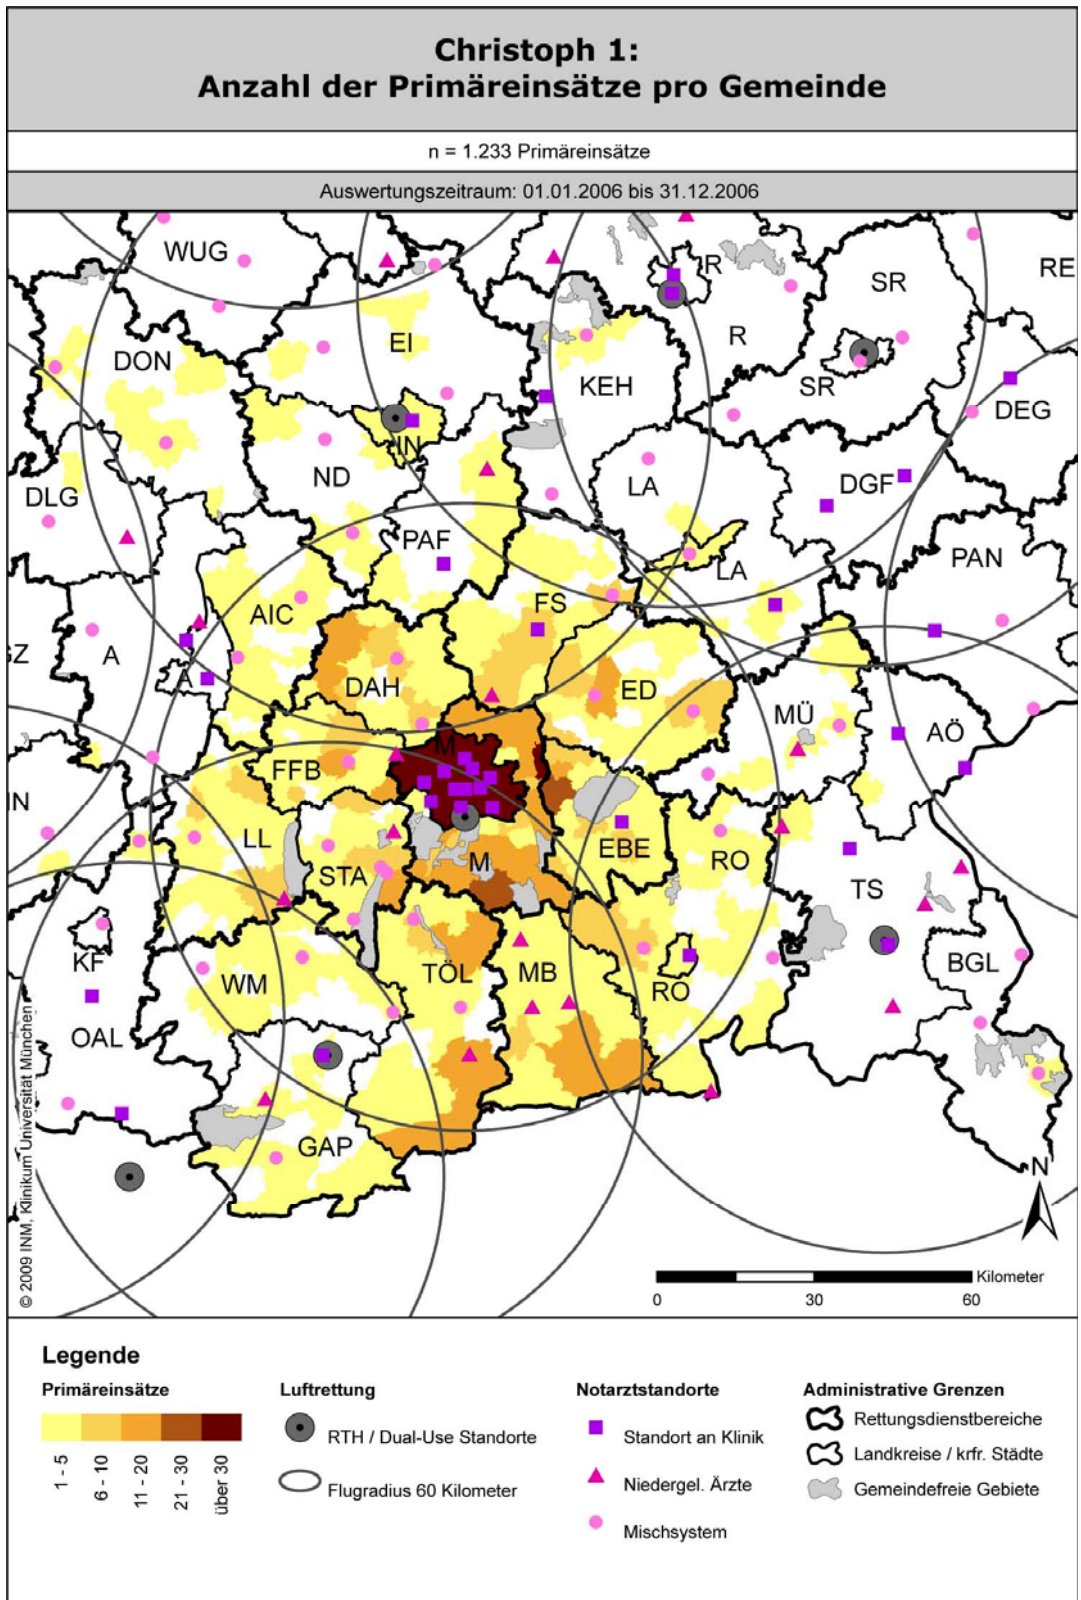 Christoph 1:
Anzahl der Primäreinsätze pro Gemeinde
n = 1.233 Primäreinsätze
Auswertungszeitraum: 01.01.2006 bis 31.12.2006
WUG
R
SR
RE
EI
DON
R
KEH
SR
DEG
IN
ND
LA
DGF
DLG
PAF
LA
PAN
FS
AIC
GZ
A
A
DAH
ED
MÜ
AÖ
M
FFB
IN
LL
M
EBE
RO
STA
TS
KF
WM
TÖL
MB
RO
BGL
OAL
GAP
N
© 2009 INM, Klinikum Universität München
Kilometer
0 30 60
Legende
Primäreinsätze
1 - 5
6 - 10
11 - 20
21 - 30
über 30
Luftrettung
RTH / Dual-Use Standorte
Flugradius 60 Kilometer
Notarztstandorte
Standort an Klinik
Niedergel. Ärzte
Mischsystem
Administrative Grenzen
Rettungsdienstbereiche
Landkreise / krfr. Städte
Gemeindefreie Gebiete